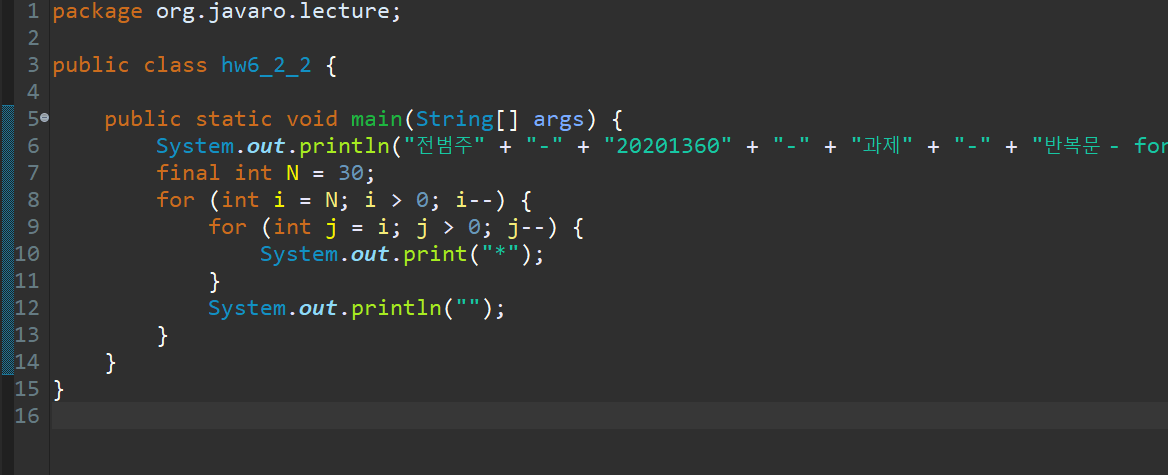 1 package org.javaro.lecture;
2
3 public class hw6_2_2 {
4
5 public static void main(String[] args) {
6 System.out.println("전범주" + "-" + "20201360" + "-" + "과제" + "-" + "반복문 - for
7 final int N = 30;
8 for (int i = N; i > 0; i--) {
9 for (int j = i; j > 0; j--) {
10 System.out.print("*");
11 }
12 System.out.println("");
13 }
14 }
15 }
16